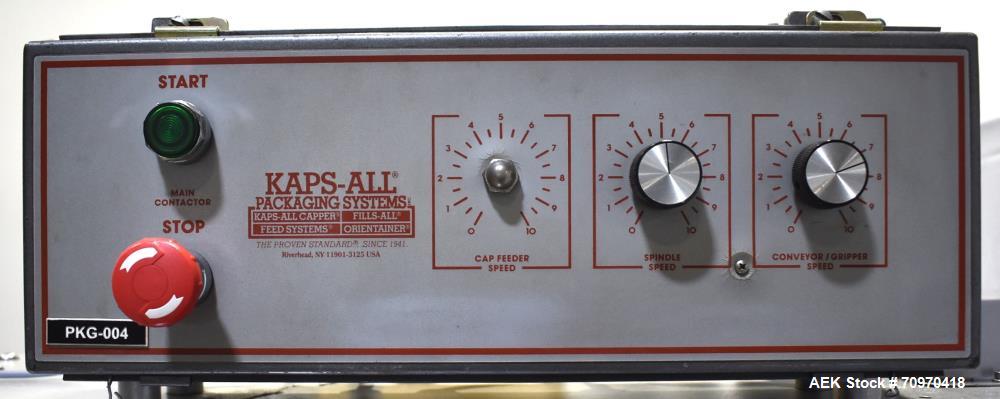 START
MAIN
CONTACTOR
STOP
PKG-004
KAPS-ALL®
PACKAGING SYSTEMS INC
KAPS-ALL CAPPER® FILLS-ALL®
FEED SYSTEMS® ORIENTAINER®
THE PROVEN STANDARD® SINCE 1941.
Riverhead, NY 11901-3125 USA
0 1 2 3 4 5 6 7 8 9 10
CAP FEEDER
SPEED
0 1 2 3 4 5 6 7 8 9 10
SPINDLE
SPEED
0 1 2 3 4 5 6 7 8 9 10
CONVEYOR/GRIPPER
SPEED
AEK Stock # 70970418